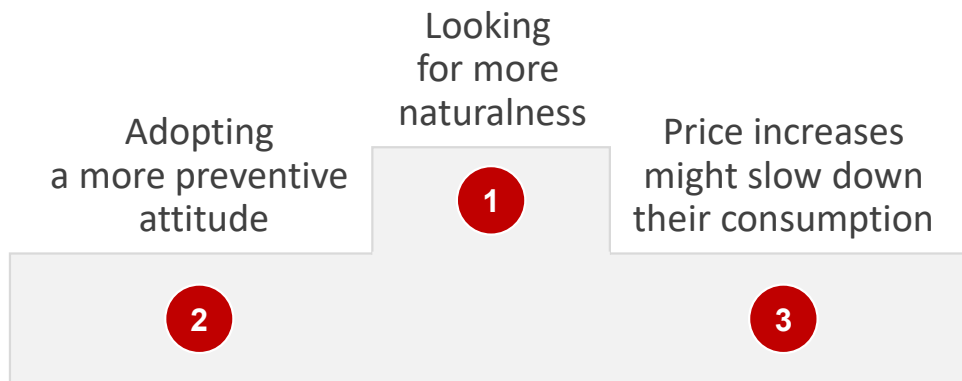 Looking
for more
naturalness
1
Adopting
a more preventive
attitude
2
Price increases
might slow down
their consumption
3